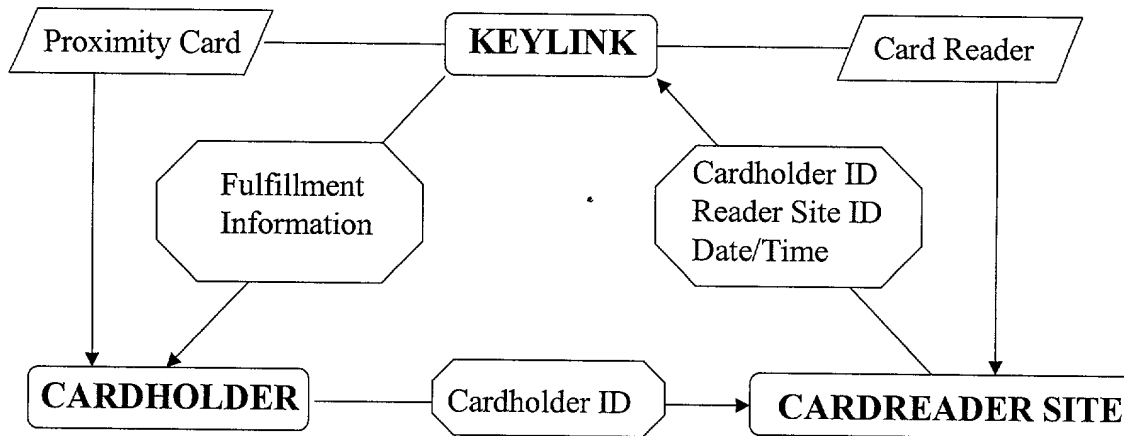 Proximity Card
KEYLINK
Card Reader
Fulfillment
Information
Cardholder ID
Reader Site ID
Date/Time
CARDHOLDER
Cardholder ID
CARDREADER SITE